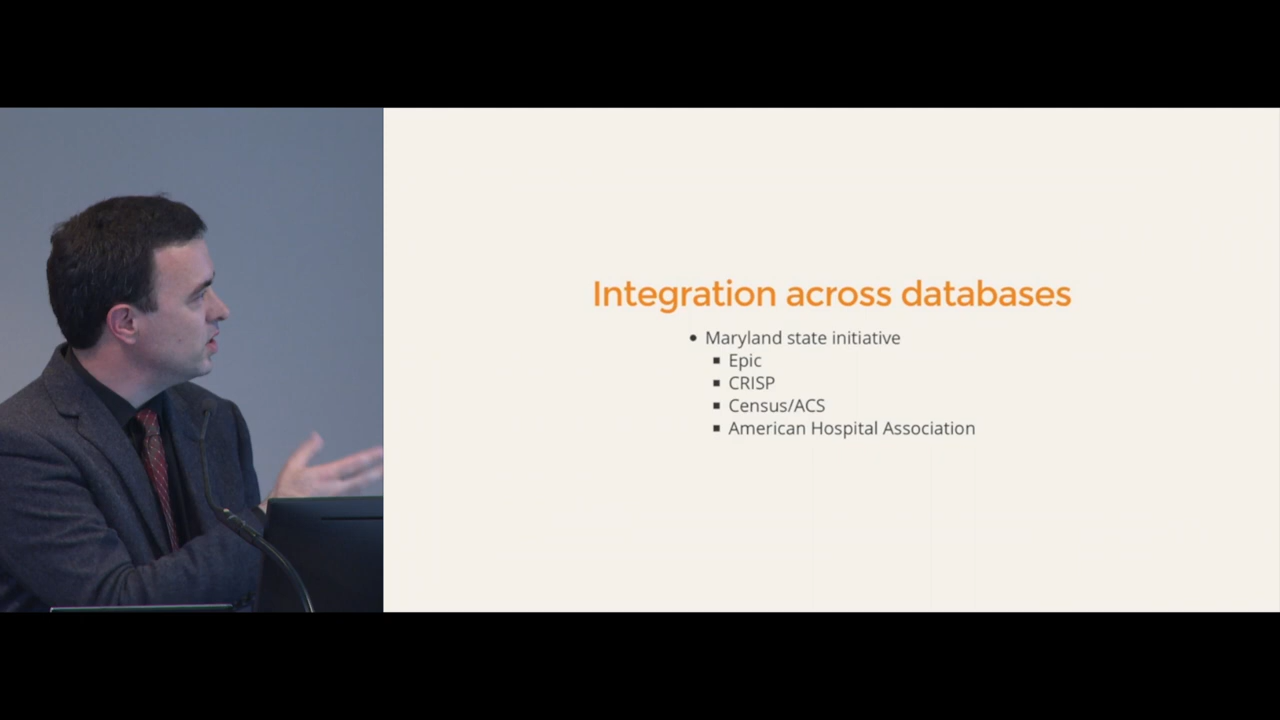 Integration across databases
• Maryland state initiative
▪ Epic
▪ CRISP
▪ Census/ACS
▪ American Hospital Association